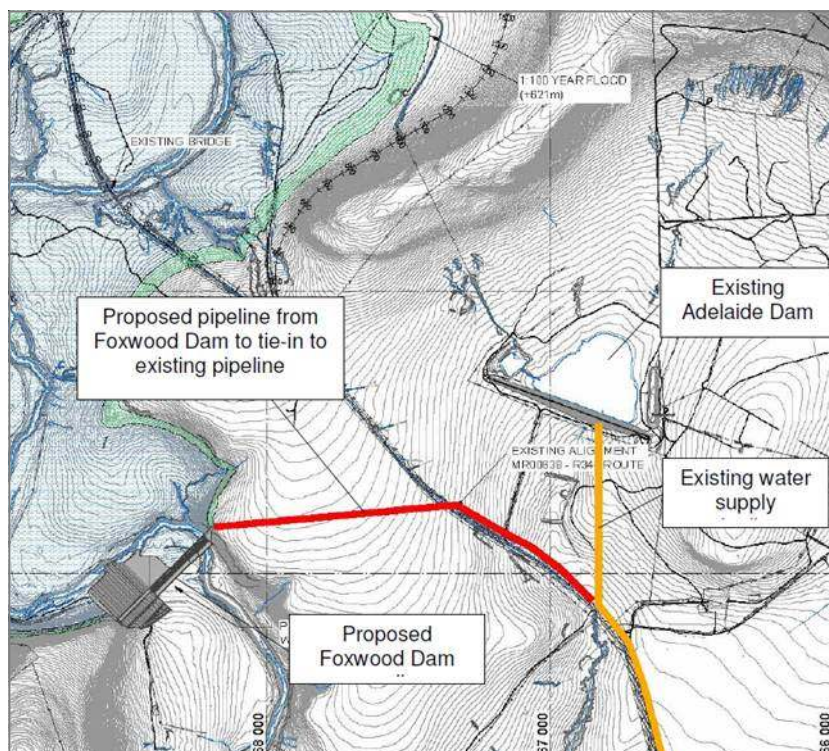 1:100 YEAR FLOOD
(+621m)
EXISTING BRIDGE
Existing
Adelaide Dam
Proposed pipeline from
Foxwood Dam to tie-in to
existing pipeline
EXISTING ALIGNMENT
ROUTE
Existing water
supply
Proposed
Foxwood Dam